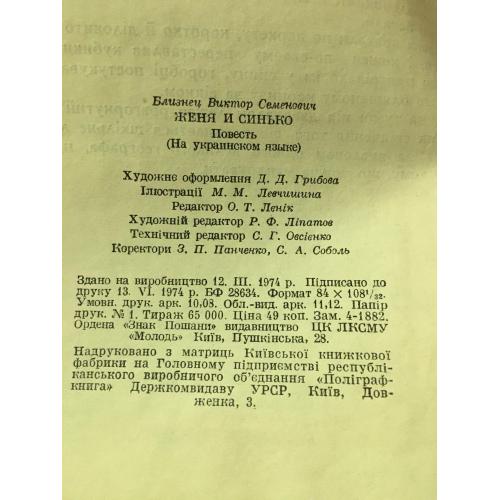 Близнец Виктор Семенович
ЖЕНЯ И СИНЬКО
Повесть
(На украинском языке)
Художнє оформлення Д. Д. Грибова
Ілюстрації М. М. Левчишина
Редактор О. Т. Ленік
Художній редактор Р. Ф. Ліпатов
Технічний редактор С. Г. Овсієнко
Коректори З. П. Панченко, С. А. Соболь
Здано на виробництво 12. III. 1974 р. Підписано до
друку 13. VI. 1974 р. БФ 28634. Формат 84 × 108¹/₃₂.
Умовн. друк. арк. 10,08. Обл.-вид. арк. 11,12. Папір
друк. № 1. Тираж 65 000. Ціна 49 коп. Зам. 4-1882.
Ордена «Знак Пошани» видавництво ЦК ЛКСМУ
«Молодь» Київ, Пушкінська, 28.
Надруковано з матриць Київської книжкової
фабрики на Головному підприємстві республі-
канського виробничого об'єднання «Поліграф-
книга» Держкомвидаву УРСР, Київ, Дов-
женка, 3.